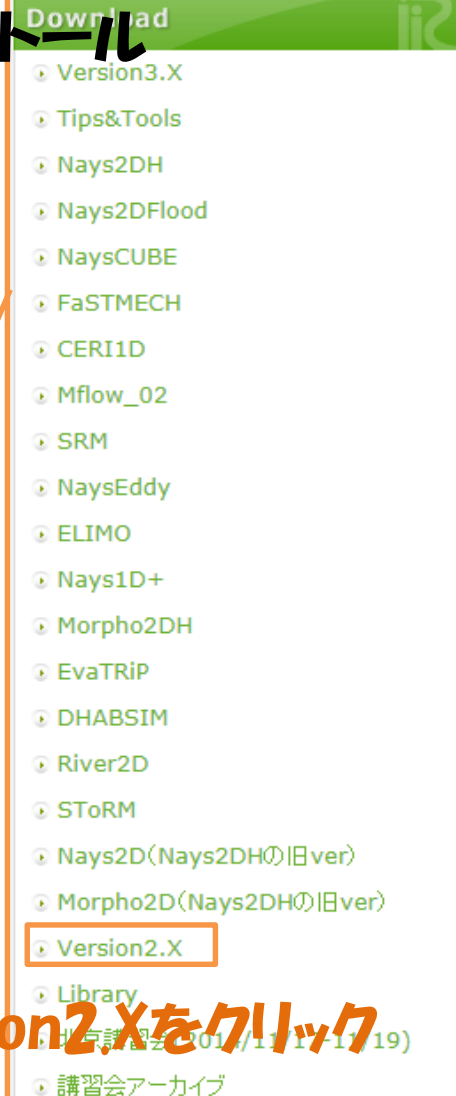 Download
トール
Version3.X
Tips&Tools
Nays2DH
Nays2DFlood
NaysCUBE
FaSTMECH
CERI1D
Mflow_02
SRM
NaysEddy
ELIMO
Nays1D+
Morpho2DH
EvaTRiP
DHABSIM
River2D
SToRM
Nays2D(Nays2DHの旧ver)
Morpho2D(Nays2DHの旧ver)
Version2.X
Library
on2.Xをクリック
講習会アーカイブ